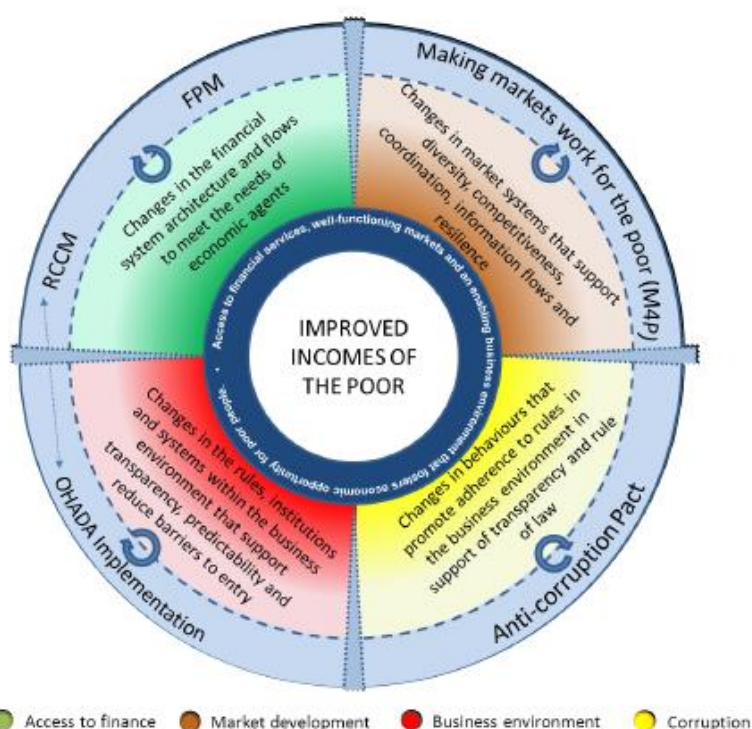 FPM
RCCM
Changes in the financial
system architecture and flows
to meet the needs of
economic agents
Making markets work for the poor (M4P)
Changes in market systems that support
diversity, competitiveness,
coordination, information flows and
resilience
Access to financial services, well-functioning markets and an enabling business environment that fosters economic opportunity for poor people.
IMPROVED
INCOMES OF
THE POOR
OHADA Implementation
Changes in the rules, institutions
and systems within the business
environment that support
transparency, predictability and
reduce barriers to entry
Anti-corruption Pact
Changes in behaviours that
promote adherence to rules in
the business environment in
support of transparency and rule
of law
Access to finance
Market development
Business environment
Corruption